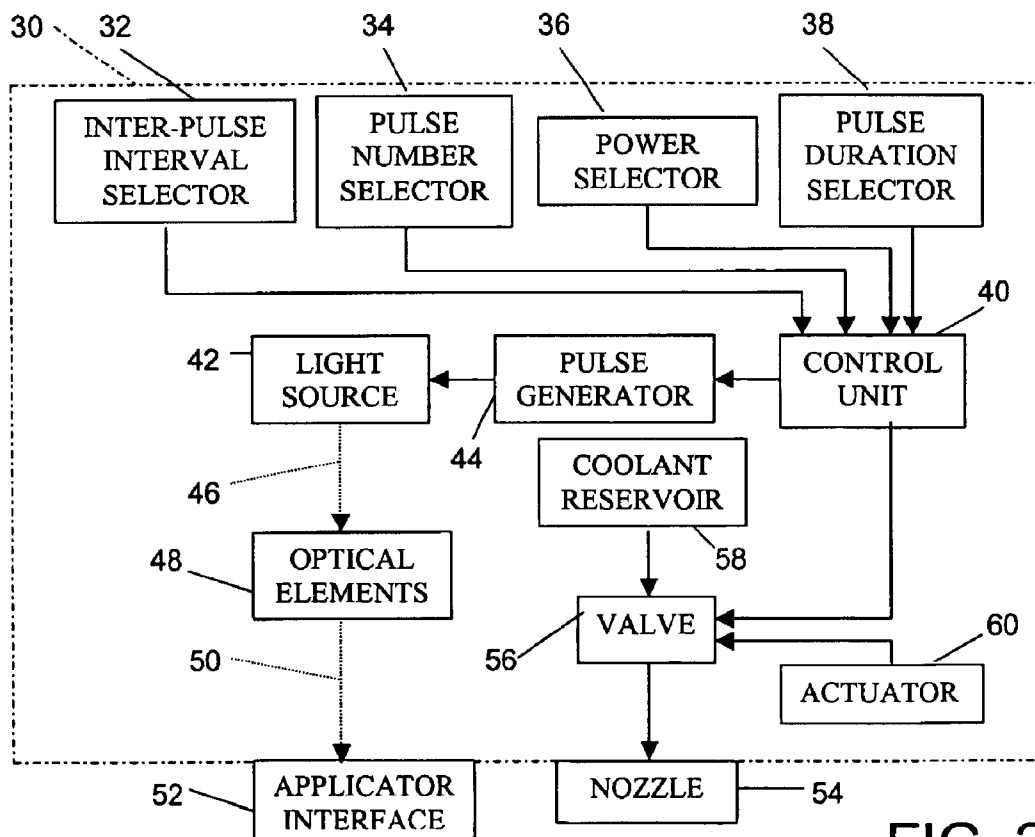 30
32
34
36
38
INTER-PULSE
INTERVAL
SELECTOR
PULSE
NUMBER
SELECTOR
POWER
SELECTOR
PULSE
DURATION
SELECTOR
40
42
LIGHT
SOURCE
PULSE
GENERATOR
CONTROL
UNIT
44
46
COOLANT
RESERVOIR
58
48
OPTICAL
ELEMENTS
VALVE
56
60
50
ACTUATOR
52
APPLICATOR
INTERFACE
NOZZLE
54